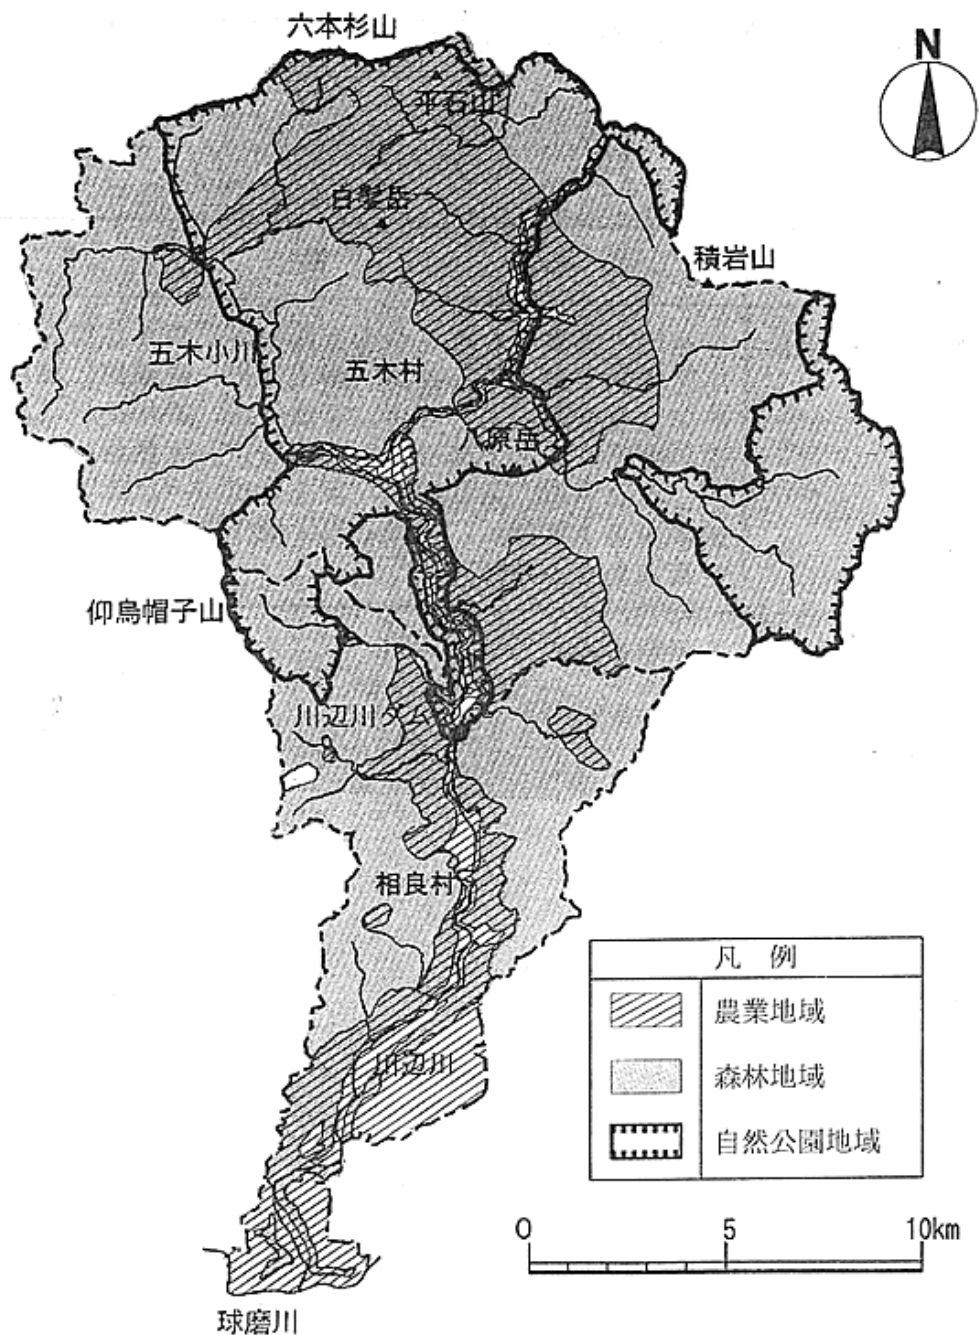 六本杉山
N
平石山
白髪岳
積岩山
五木小川
五木村
原岳
仰烏帽子山
川辺川ダム
相良村
凡 例
農業地域
森林地域
自然公園地域
川辺川
0 5 10km
球磨川